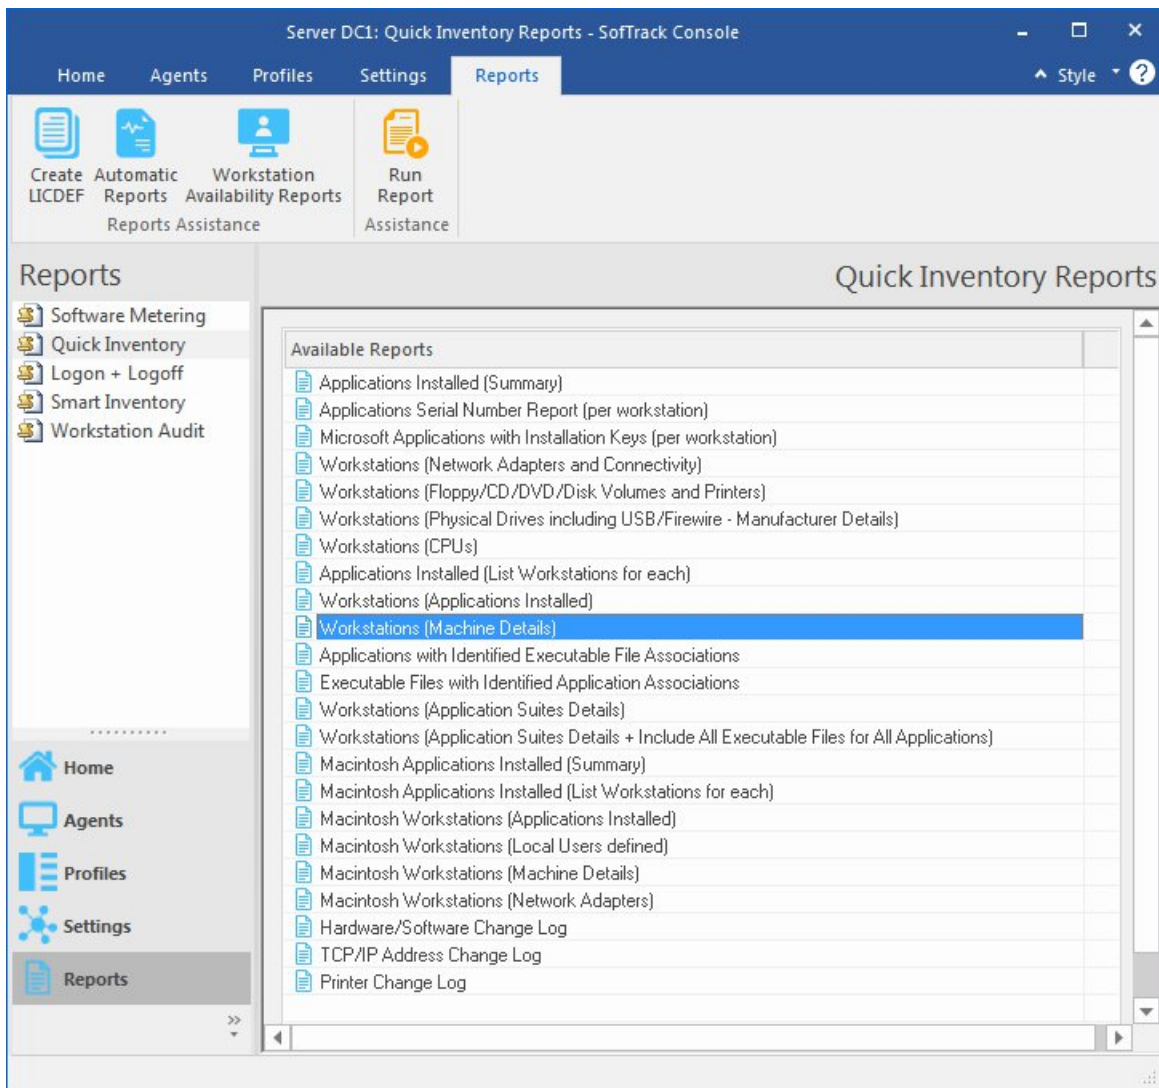 Server DC1: Quick Inventory Reports - SofTrack Console
Home Agents Profiles Settings Reports
Style
Create LICDEF
Automatic Reports
Workstation Availability Reports
Run Report
Reports Assistance
Assistance
Reports
Software Metering
Quick Inventory
Logon + Logoff
Smart Inventory
Workstation Audit
Home
Agents
Profiles
Settings
Reports
Quick Inventory Reports
Available Reports
Applications Installed (Summary)
Applications Serial Number Report (per workstation)
Microsoft Applications with Installation Keys (per workstation)
Workstations (Network Adapters and Connectivity)
Workstations (Floppy/CD/DVD/Disk Volumes and Printers)
Workstations (Physical Drives including USB/Firewire - Manufacturer Details)
Workstations (CPUs)
Applications Installed (List Workstations for each)
Workstations (Applications Installed)
Workstations (Machine Details)
Applications with Identified Executable File Associations
Executable Files with Identified Application Associations
Workstations (Application Suites Details)
Workstations (Application Suites Details + Include All Executable Files for All Applications)
Macintosh Applications Installed (Summary)
Macintosh Applications Installed (List Workstations for each)
Macintosh Workstations (Applications Installed)
Macintosh Workstations (Local Users defined)
Macintosh Workstations (Machine Details)
Macintosh Workstations (Network Adapters)
Hardware/Software Change Log
TCP/IP Address Change Log
Printer Change Log